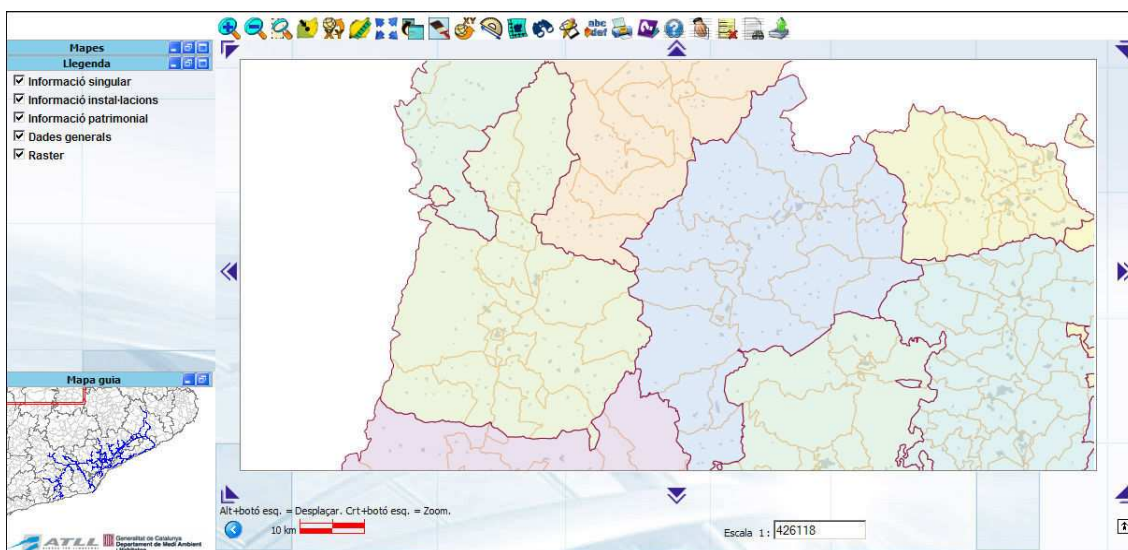 XY
abc
def
Mapes
Llegenda
Informació singular
Informació instal·lacions
Informació patrimonial
Dades generals
Raster
Mapa guia
Alt+botó esq. = Desplaçar. Crt+botó esq. = Zoom.
10 km
Escala 1 : 426118
ATLL
Generalitat de Catalunya
Departament de Medi Ambient